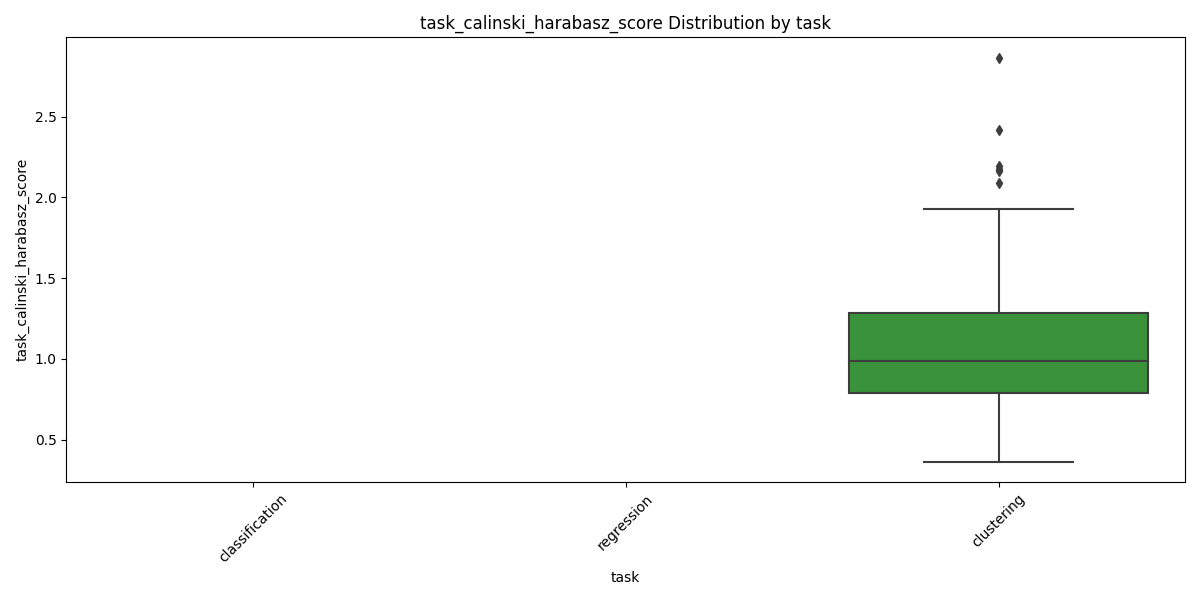 task_calinski_harabasz_score Distribution by task
task_calinski_harabasz_score
2.5
2.0
1.5
1.0
0.5
classification
regression
clustering
task